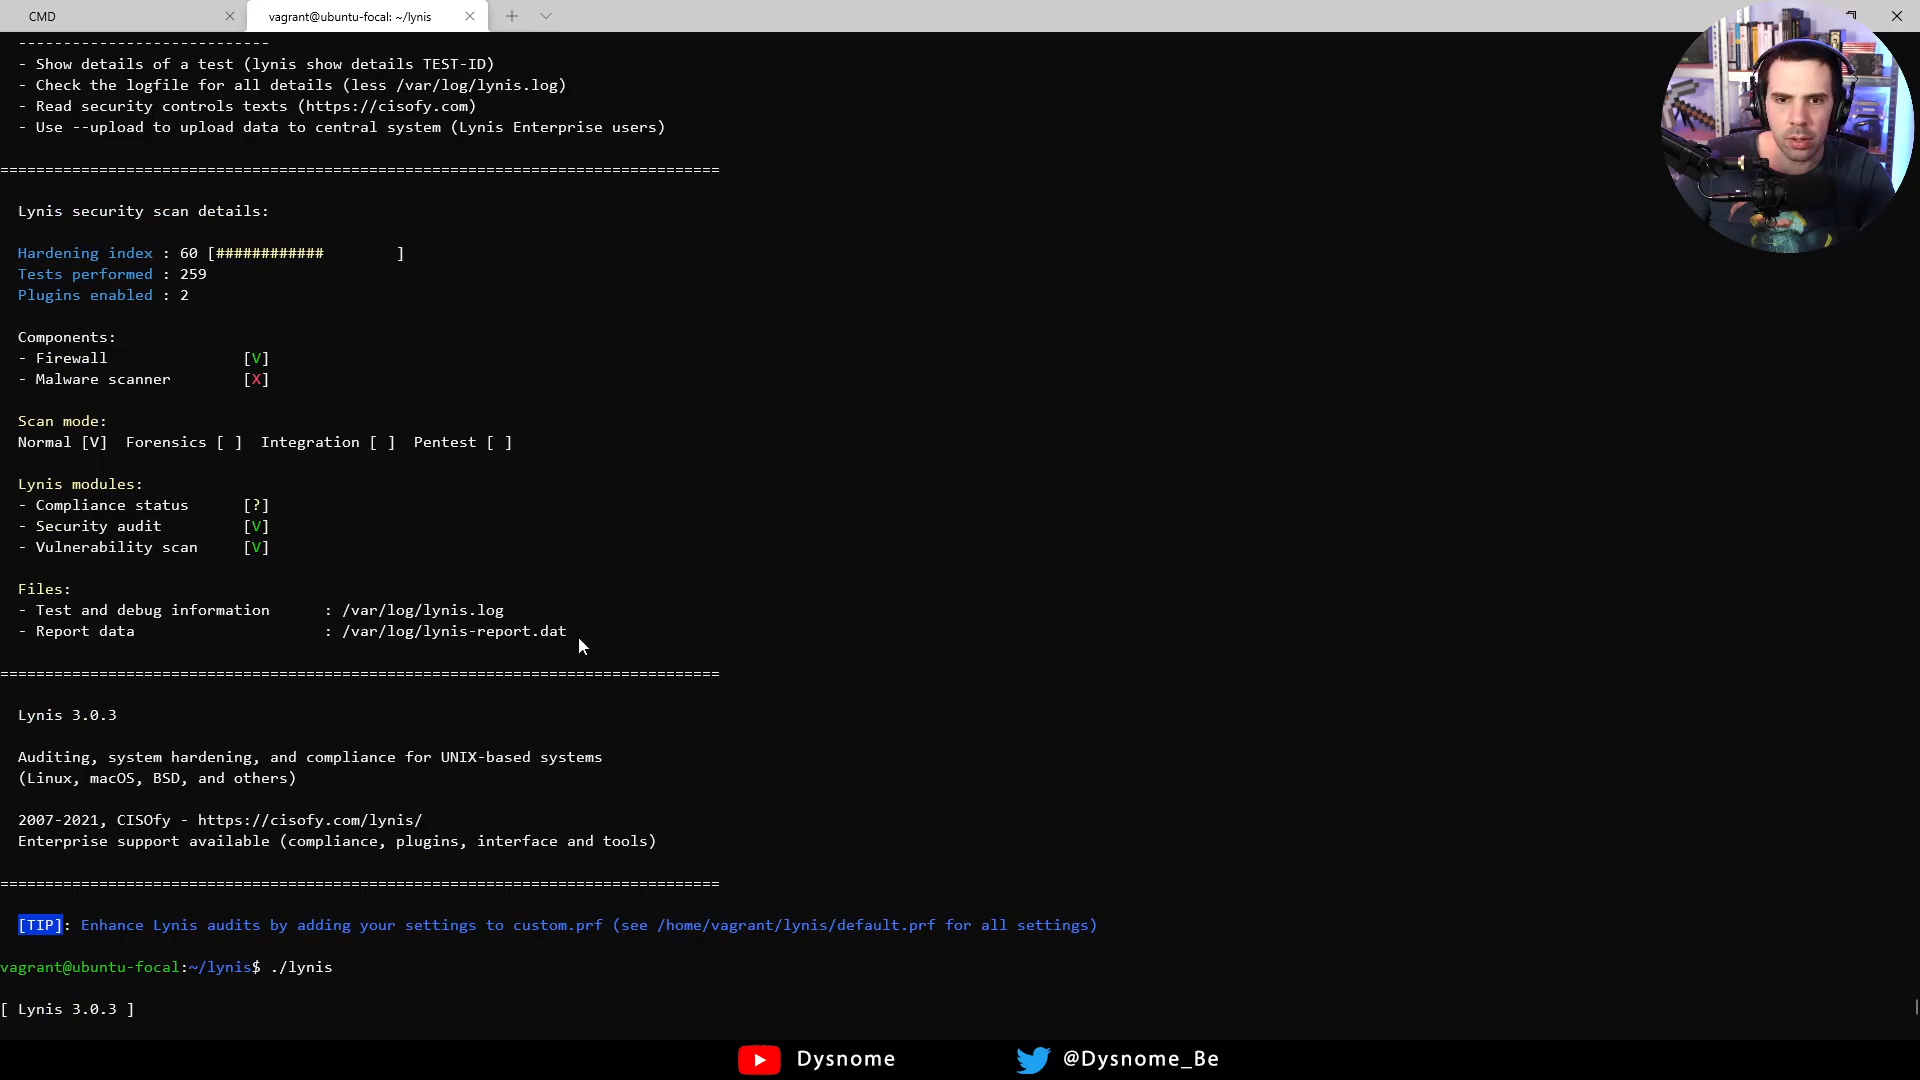 CMD
vagrant@ubuntu-focal: ~/lynis
----------------------------
- Show details of a test (lynis show details TEST-ID)
- Check the logfile for all details (less /var/log/lynis.log)
- Read security controls texts (https://cisofy.com)
- Use --upload to upload data to central system (Lynis Enterprise users)
================================================================================
Lynis security scan details:
Hardening index : 60 [############        ]
Tests performed : 259
Plugins enabled : 2
Components:
- Firewall               [V]
- Malware scanner        [X]
Scan mode:
Normal [V]  Forensics [ ]  Integration [ ]  Pentest [ ]
Lynis modules:
- Compliance status      [?]
- Security audit         [V]
- Vulnerability scan     [V]
Files:
- Test and debug information      : /var/log/lynis.log
- Report data                     : /var/log/lynis-report.dat
================================================================================
Lynis 3.0.3
Auditing, system hardening, and compliance for UNIX-based systems
(Linux, macOS, BSD, and others)
2007-2021, CISOfy - https://cisofy.com/lynis/
Enterprise support available (compliance, plugins, interface and tools)
================================================================================
[TIP]: Enhance Lynis audits by adding your settings to custom.prf (see /home/vagrant/lynis/default.prf for all settings)
vagrant@ubuntu-focal:~/lynis$ ./lynis
[ Lynis 3.0.3 ]
Dysnome
@Dysnome_Be